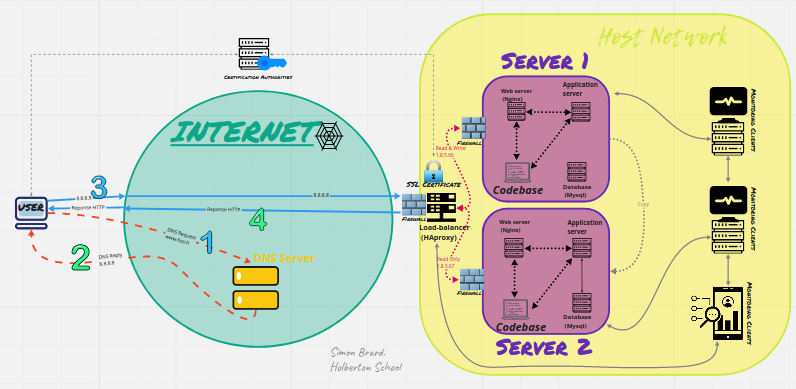 Host Network
SERVER 1
CERTIFICATION AUTHORITIES
Web server
(Nginx)
Application
server
MONITORING CLIENTS
INTERNET
FIREWALL
Read & Write
1.8.5.66
Codebase
Database
(Mysql)
SSL CERTIFICATE
3
8.8.8.8
8.8.8.8
USER
Reponse HTTP
Reponse HTTP
4
FIREWALL
Load-balancer
(HAproxy)
Copy
MONITORING CLIENTS
Web server
(Nginx)
Application
server
1
DNS Request
www.foo.fr
2
DNS Reply
8.8.8.8
DNS Server
Read Only
1.8.5.67
FIREWALL
Codebase
Database
(Mysql)
MONITORING CLIENTS
SERVER 2
Simon Brard.
Holberton School